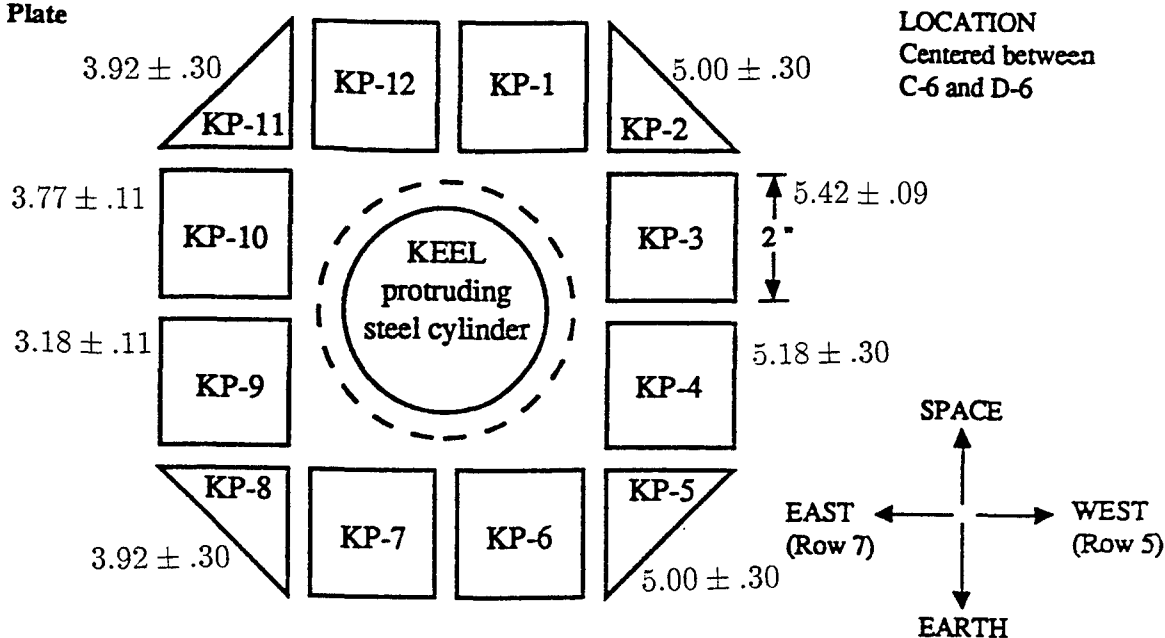 Plate
LOCATION
Centered between
C-6 and D-6
3.92 ± .30
KP-11
KP-12
KP-1
KP-2
5.00 ± .30
3.77 ± .11
KP-10
KEEL
protruding
steel cylinder
KP-3
2"
5.42 ± .09
3.18 ± .11
KP-9
KP-4
5.18 ± .30
KP-8
3.92 ± .30
KP-7
KP-6
KP-5
5.00 ± .30
SPACE
EAST
(Row 7)
WEST
(Row 5)
EARTH